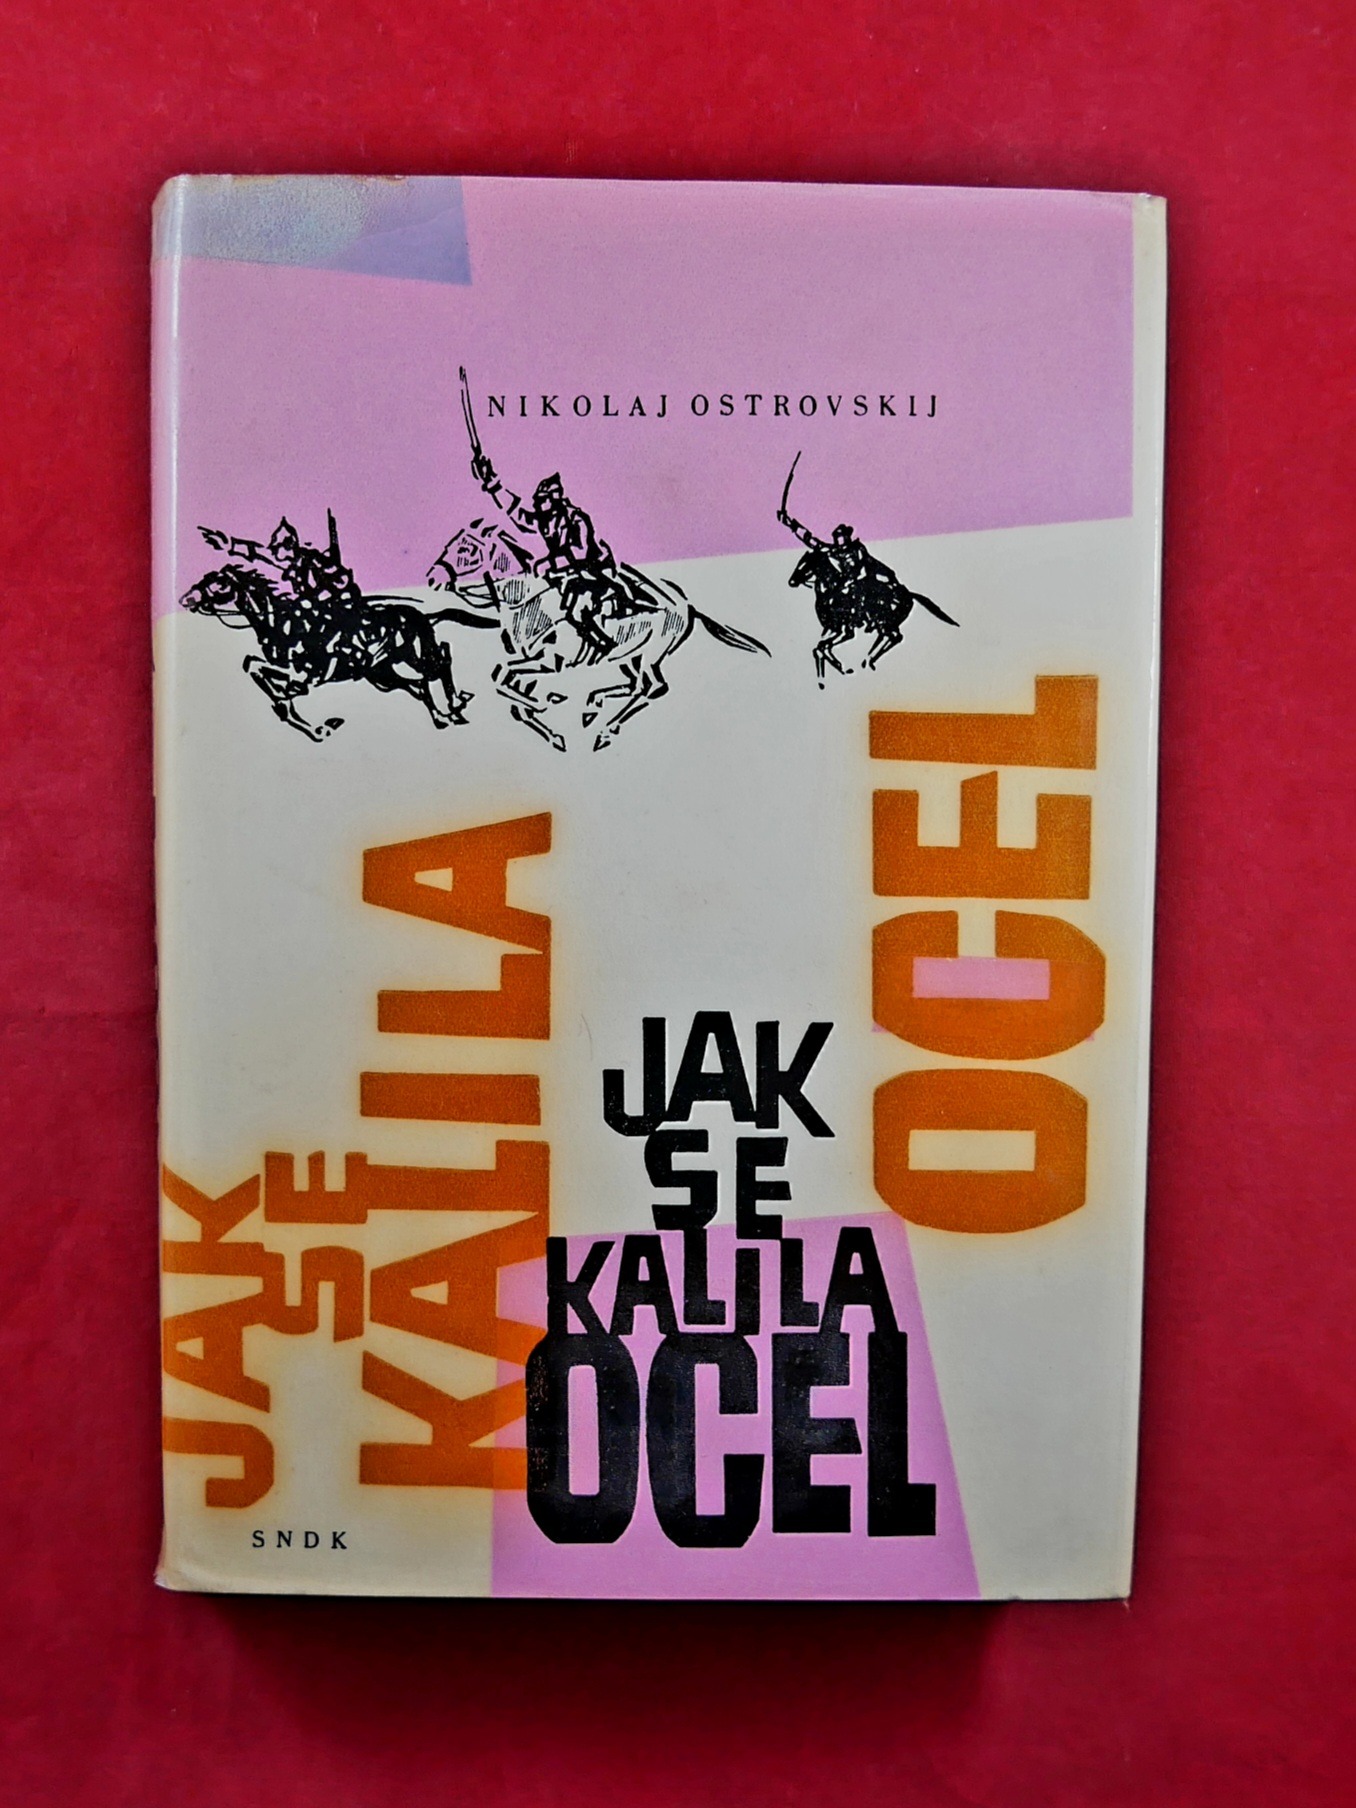 NIKOLAJ OSTROVSKIJ
JAK
SE
KALILA
OCEL
JAK
SE
KALILA
OCEL
SNDK